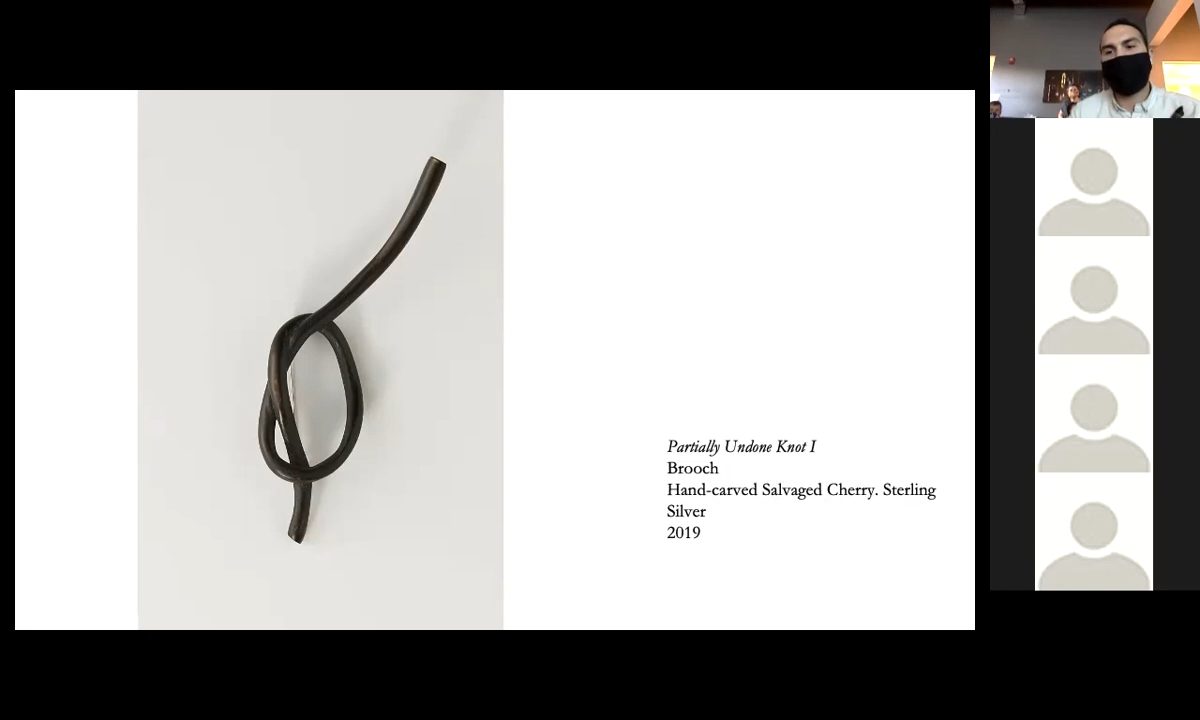 Partially Undone Knot I
Brooch
Hand-carved Salvaged Cherry. Sterling
Silver
2019